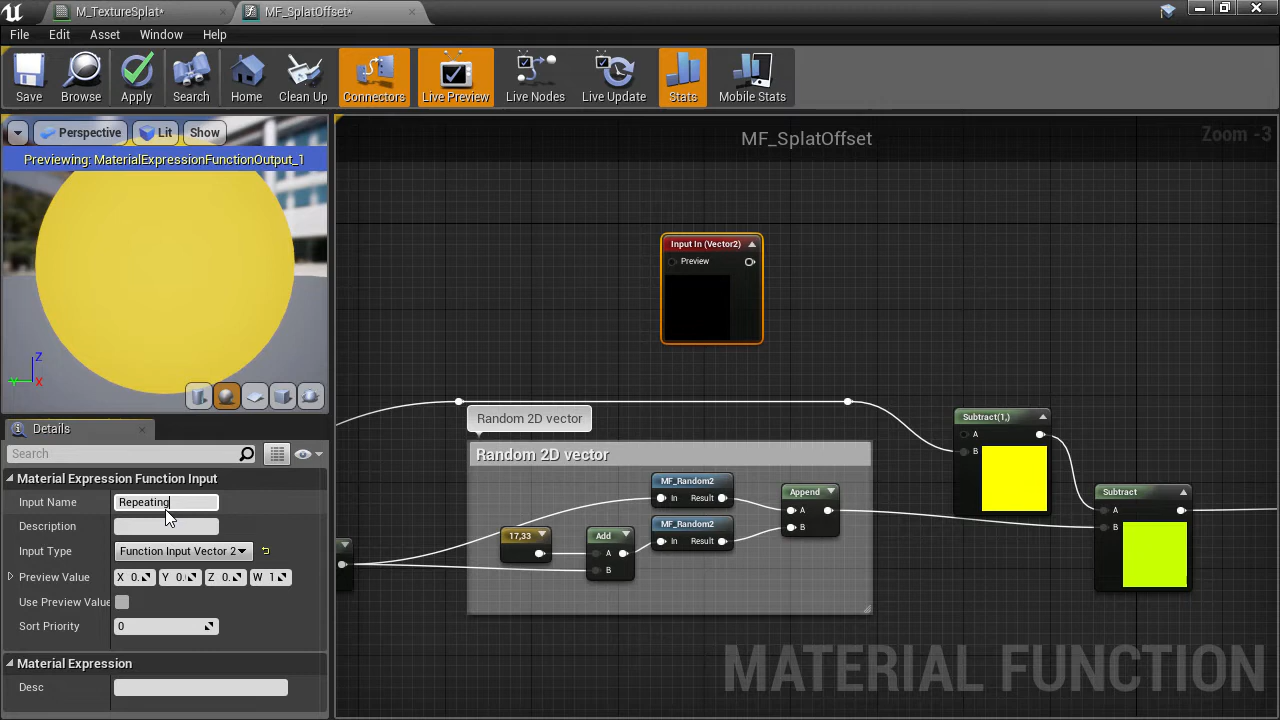 M_TextureSplat*
MF_SplatOffset*
File Edit Asset Window Help
Save Browse Apply Search Home Clean Up Connectors Live Preview Live Nodes Live Update Stats Mobile Stats
Perspective Lit Show
Previewing: MaterialExpressionFunctionOutput_1
Z
Y
X
MF_SplatOffset
Zoom -3
Input In (Vector2)
Preview
Random 2D vector
Random 2D vector
MF_Random2
In Result
MF_Random2
In Result
17,33
Add
A
B
Append
A
B
Subtract(1,)
A
B
Subtract
A
B
MATERIAL FUNCTION
Details
Search
Material Expression Function Input
Input Name Repeating
Description
Input Type Function Input Vector 2
Preview Value X 0. Y 0. Z 0. W 1
Use Preview Value
Sort Priority 0
Material Expression
Desc